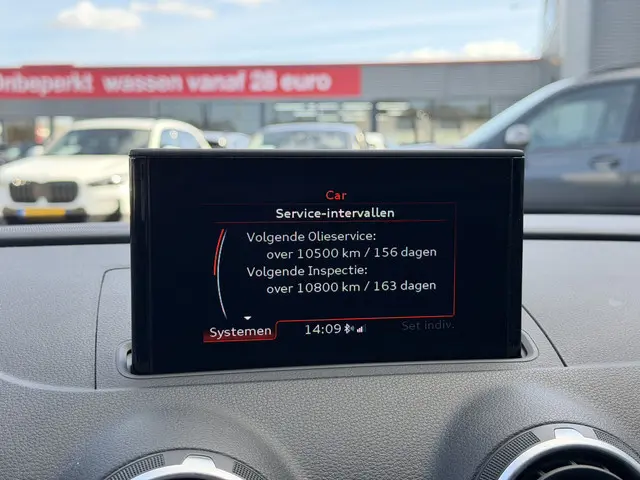 Onbeperkt wassen vanaf 28 euro
Car
Service-intervallen
Volgende Olieservice:
over 10500 km / 156 dagen
Volgende Inspectie:
over 10800 km / 163 dagen
Systemen 14:09 Set indiv.